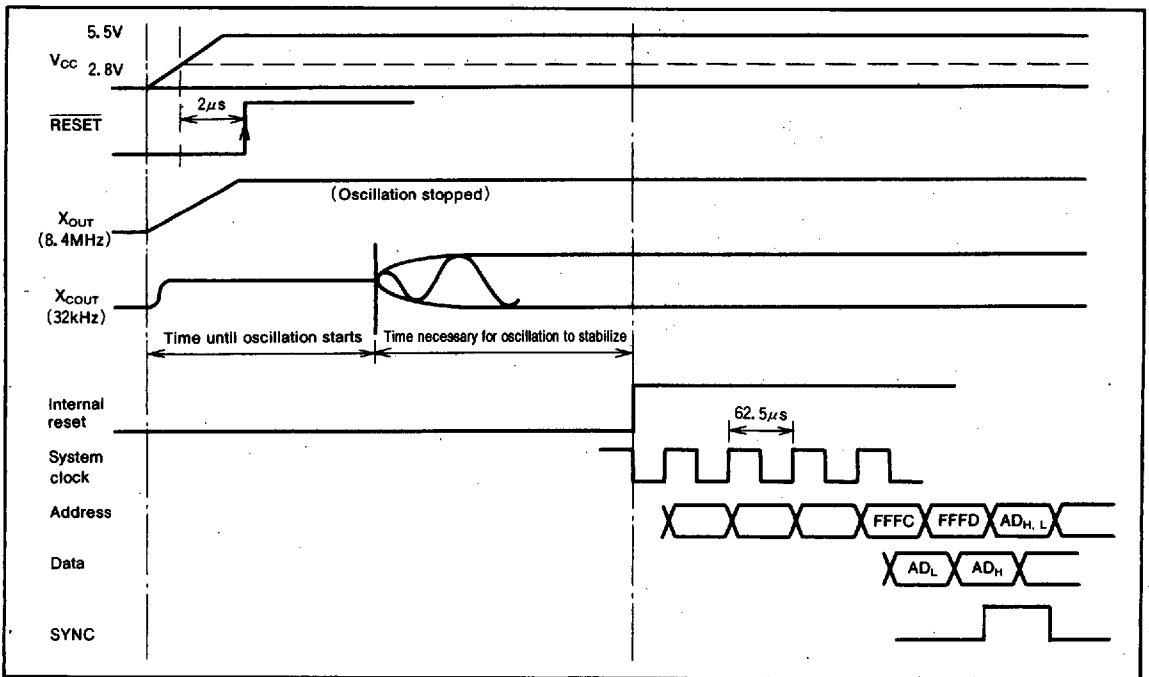 5.5V
VCC 2.8V
2μs
RESET
(Oscillation stopped)
XOUT
(8.4MHz)
XCOUT
(32kHz)
Time until oscillation starts
Time necessary for oscillation to stabilize
Internal
reset
62.5μs
System
clock
Address
FFFC
FFFD
ADH, L
Data
ADL
ADH
SYNC